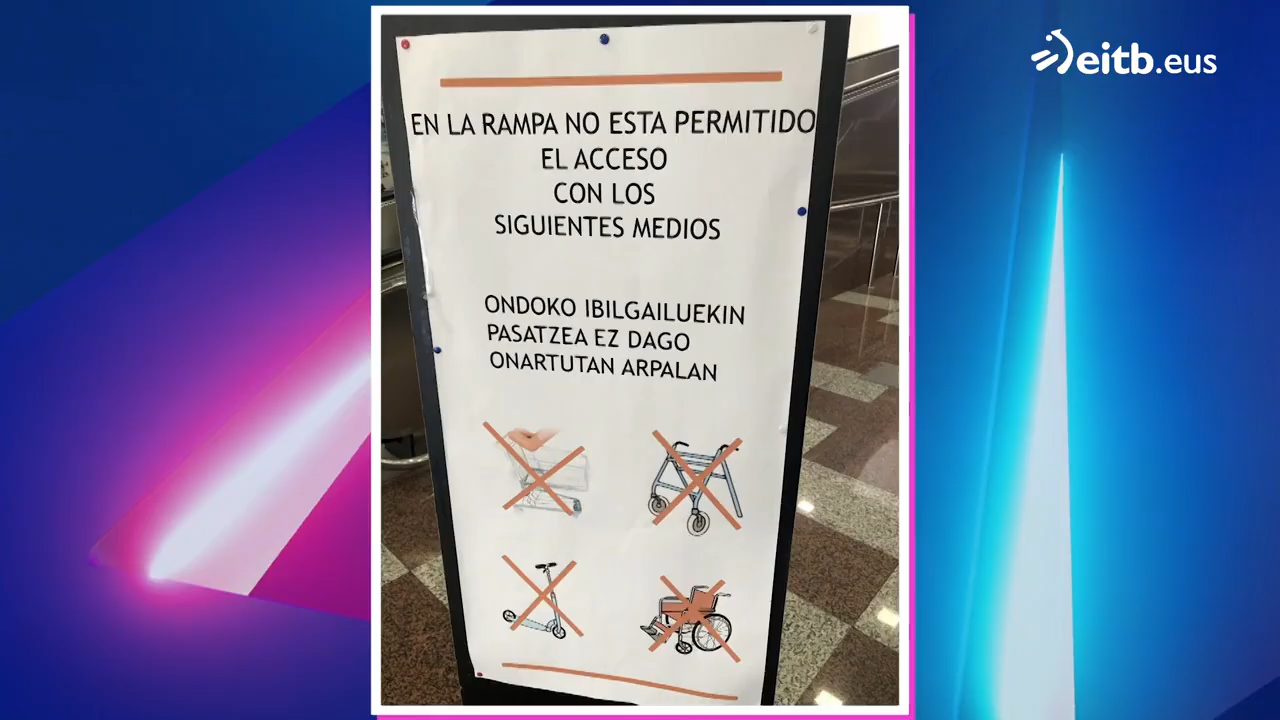 eitb.eus
EN LA RAMPA NO ESTA PERMITIDO
EL ACCESO
CON LOS
SIGUIENTES MEDIOS
ONDOKO IBILGAILUEKIN
PASATZEA EZ DAGO
ONARTUTAN ARPALAN